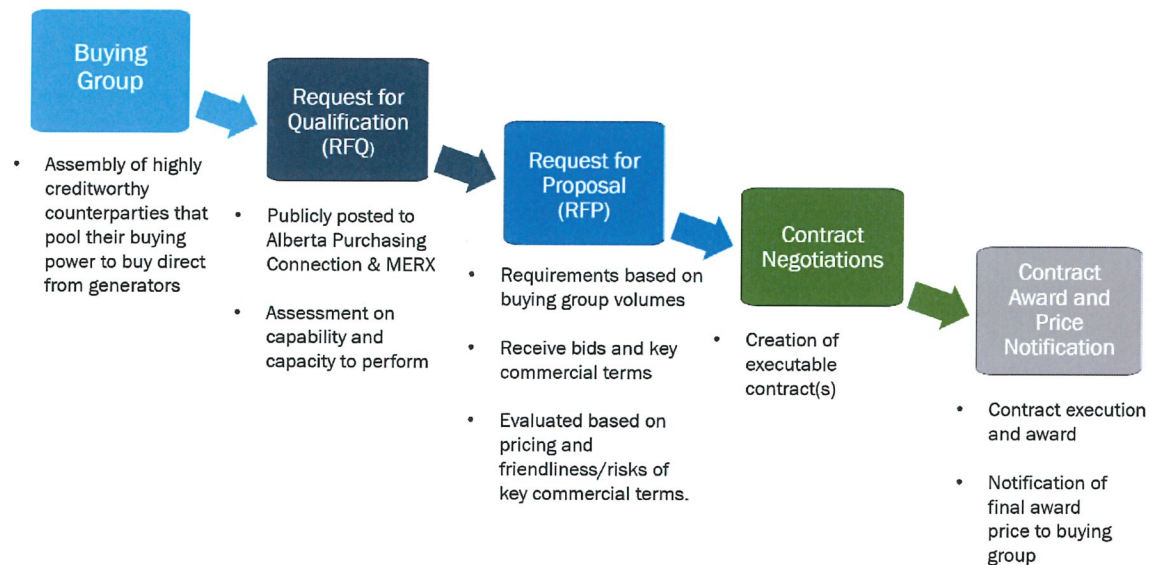 Buying
Group
• Assembly of highly
creditworthy
counterparties that
pool their buying
power to buy direct
from generators
Request for
Qualification
(RFQ)
• Publicly posted to
Alberta Purchasing
Connection & MERX
• Assessment on
capability and
capacity to perform
Request for
Proposal
(RFP)
• Requirements based on
buying group volumes
• Receive bids and key
commercial terms
• Evaluated based on
pricing and
friendliness/risks of
key commercial terms.
Contract
Negotiations
• Creation of
executable
contract(s)
Contract
Award and
Price
Notification
• Contract execution
and award
• Notification of
final award
price to buying
group